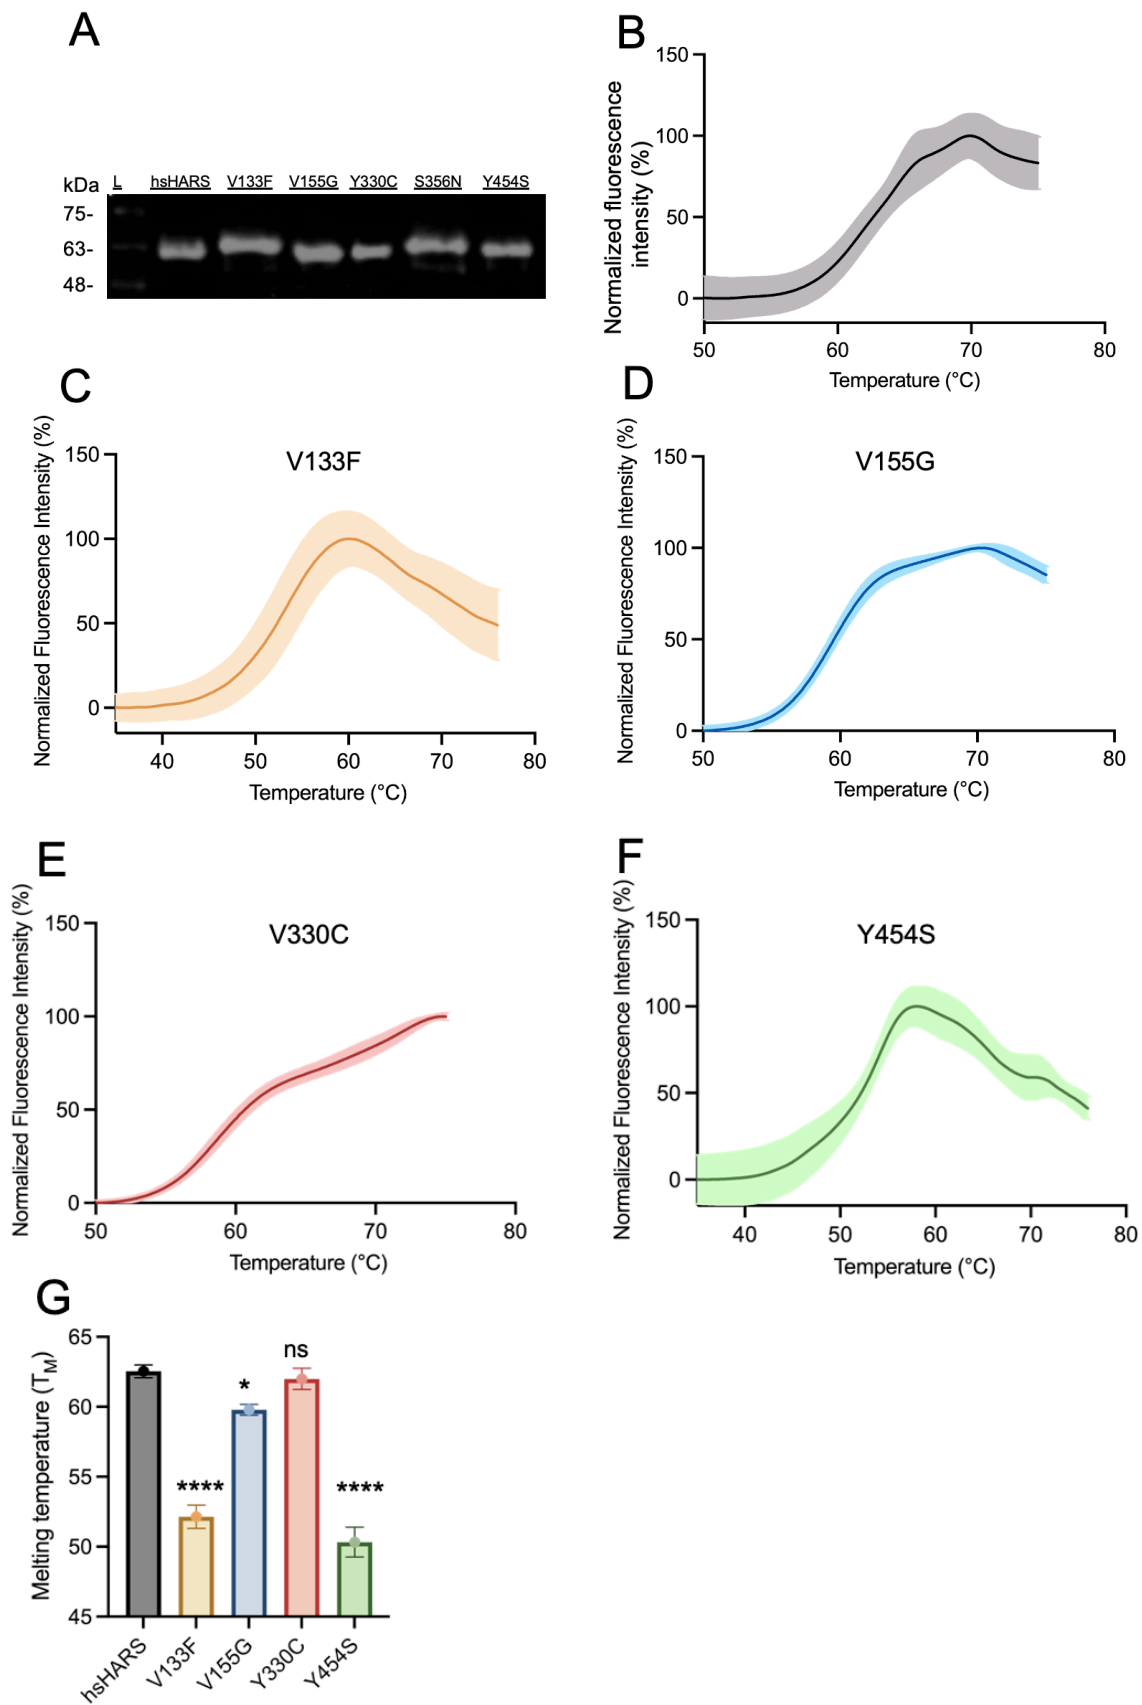 A
kDa L hsHARS V133F V155G Y330C S356N Y454S
75-
63-
48-
B
Normalized fluorescence
intensity (%)
150
100
50
0
50 60 70 80
Temperature (°C)
C
V133F
Normalized Fluorescence Intensity (%)
150
100
50
0
40 50 60 70 80
Temperature (°C)
D
V155G
Normalized Fluorescence Intensity (%)
150
100
50
0
50 60 70 80
Temperature (°C)
E
V330C
Normalized Fluorescence Intensity (%)
150
100
50
0
50 60 70 80
Temperature (°C)
F
Y454S
Normalized Fluorescence Intensity (%)
150
100
50
0
40 50 60 70 80
Temperature (°C)
G
Melting temperature (TM)
65
60
55
50
45
****
*
ns
****
hsHARS V133F V155G Y330C Y454S